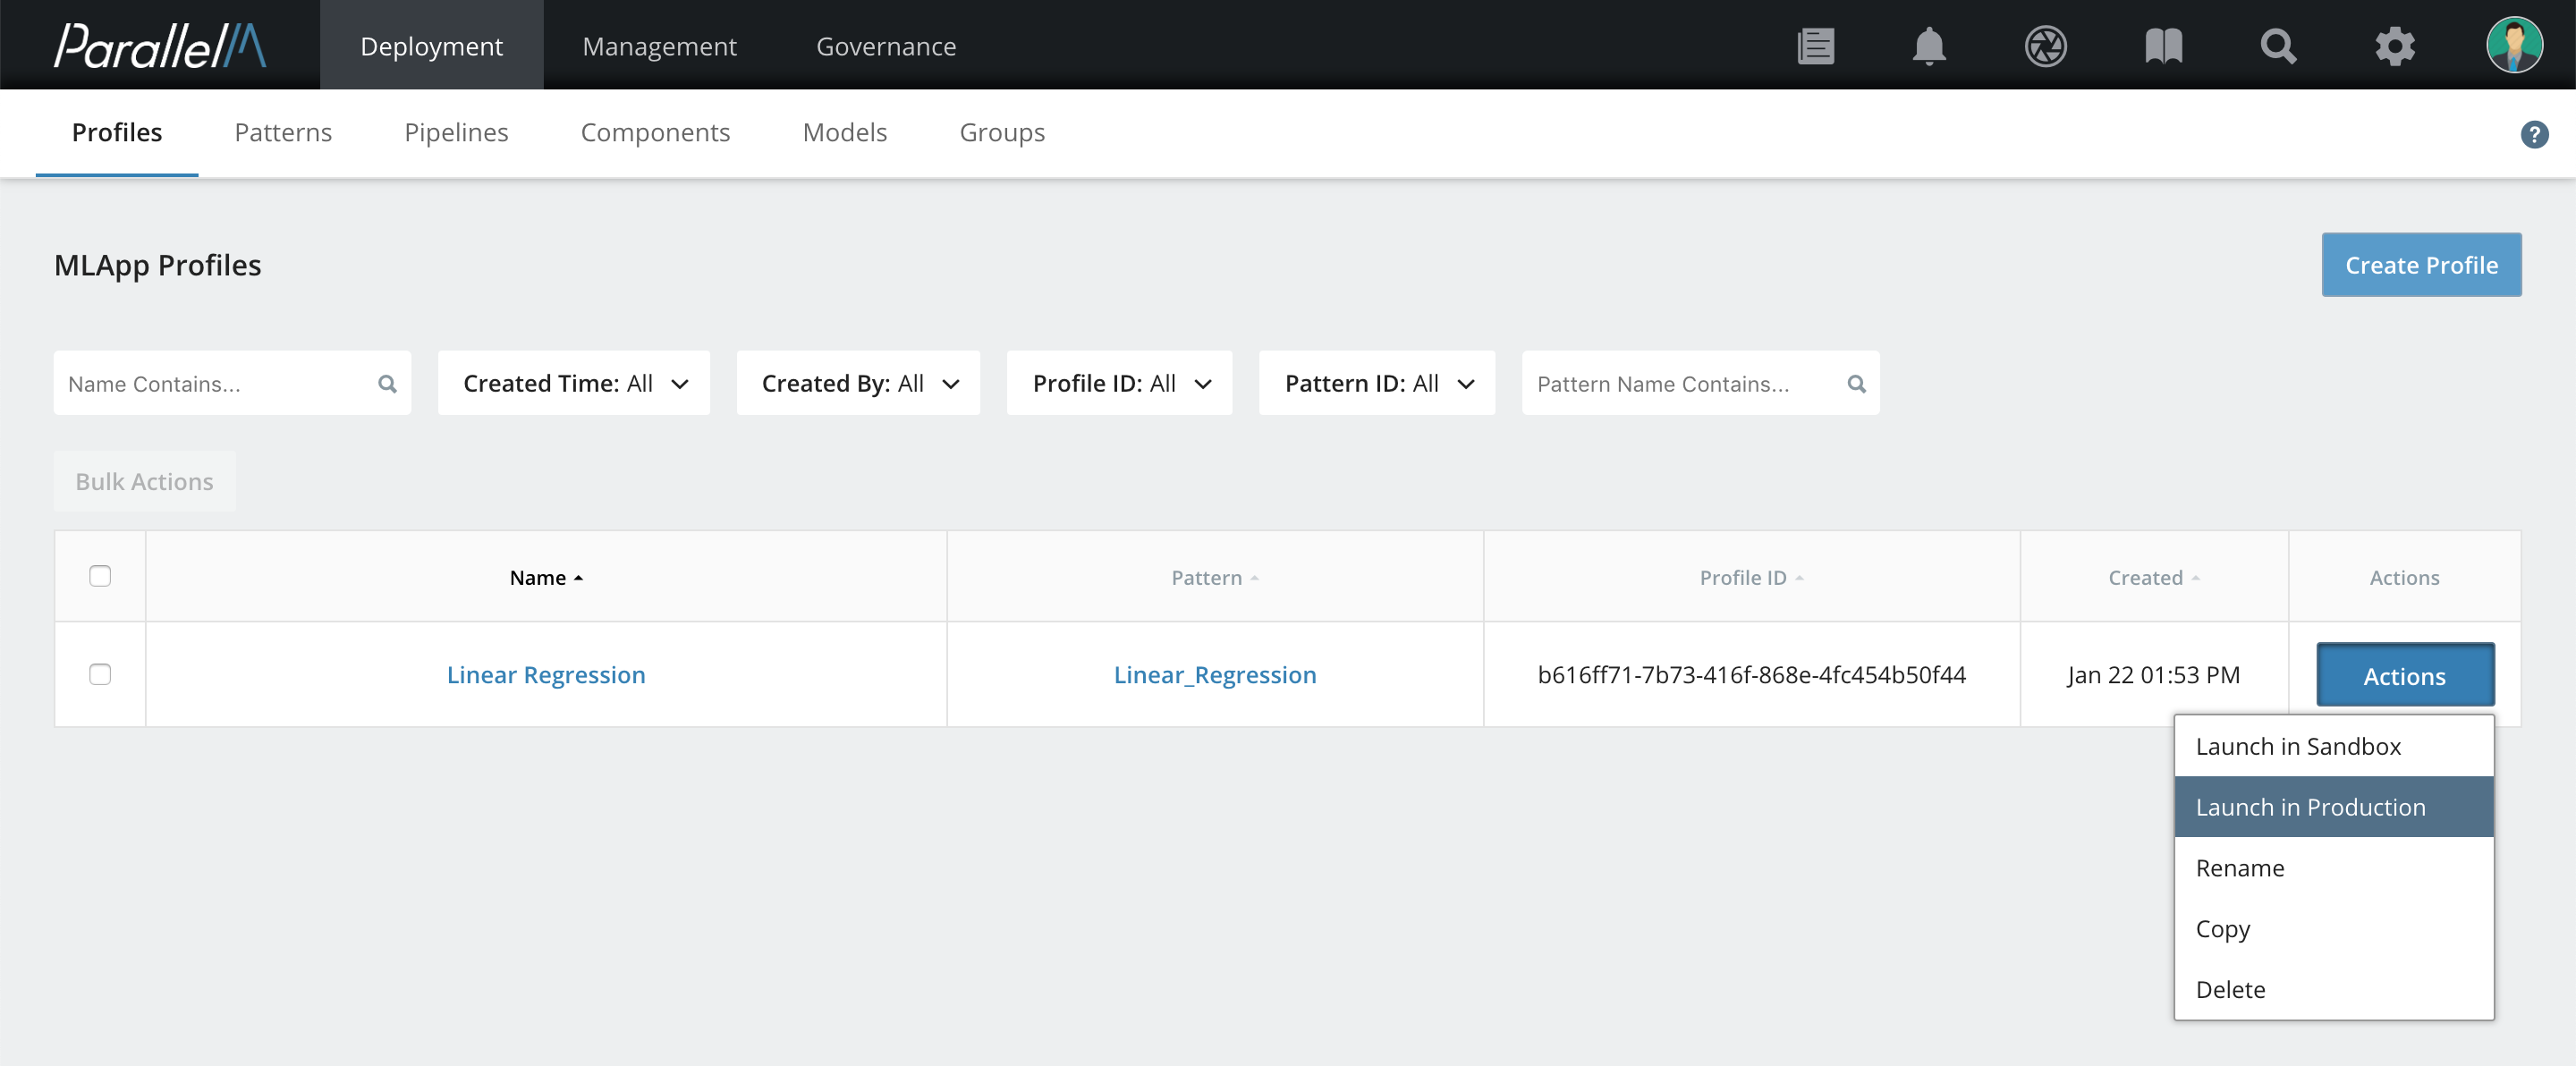 ParallelM Deployment Management Governance
Profiles Patterns Pipelines Components Models Groups ?
MLApp Profiles Create Profile
Name Contains... Created Time: All Created By: All Profile ID: All Pattern ID: All Pattern Name Contains...
Bulk Actions
Name Pattern Profile ID Created Actions
Linear Regression Linear_Regression b616ff71-7b73-416f-868e-4fc454b50f44 Jan 22 01:53 PM Actions
Launch in Sandbox
Launch in Production
Rename
Copy
Delete